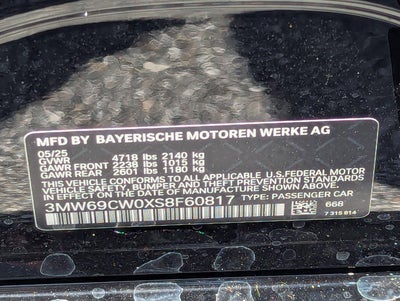 MFD BY BAYERISCHE MOTOREN WERKE AG
05/25
GVWR 4718 lbs 2140 kg
GAWR FRONT 2238 lbs 1015 kg
GAWR REAR 2601 lbs 1180 kg
THIS VEHICLE CONFORMS TO ALL APPLICABLE U.S. FEDERAL MOTOR
VEHICLE SAFETY, BUMPER, AND THEFT PREVENTION STANDARDS
IN EFFECT ON THE DATE OF MANUFACTURE SHOWN ABOVE.
3MW69CW0XS8F60817 TYPE: PASSENGER CAR
668
7 315 814